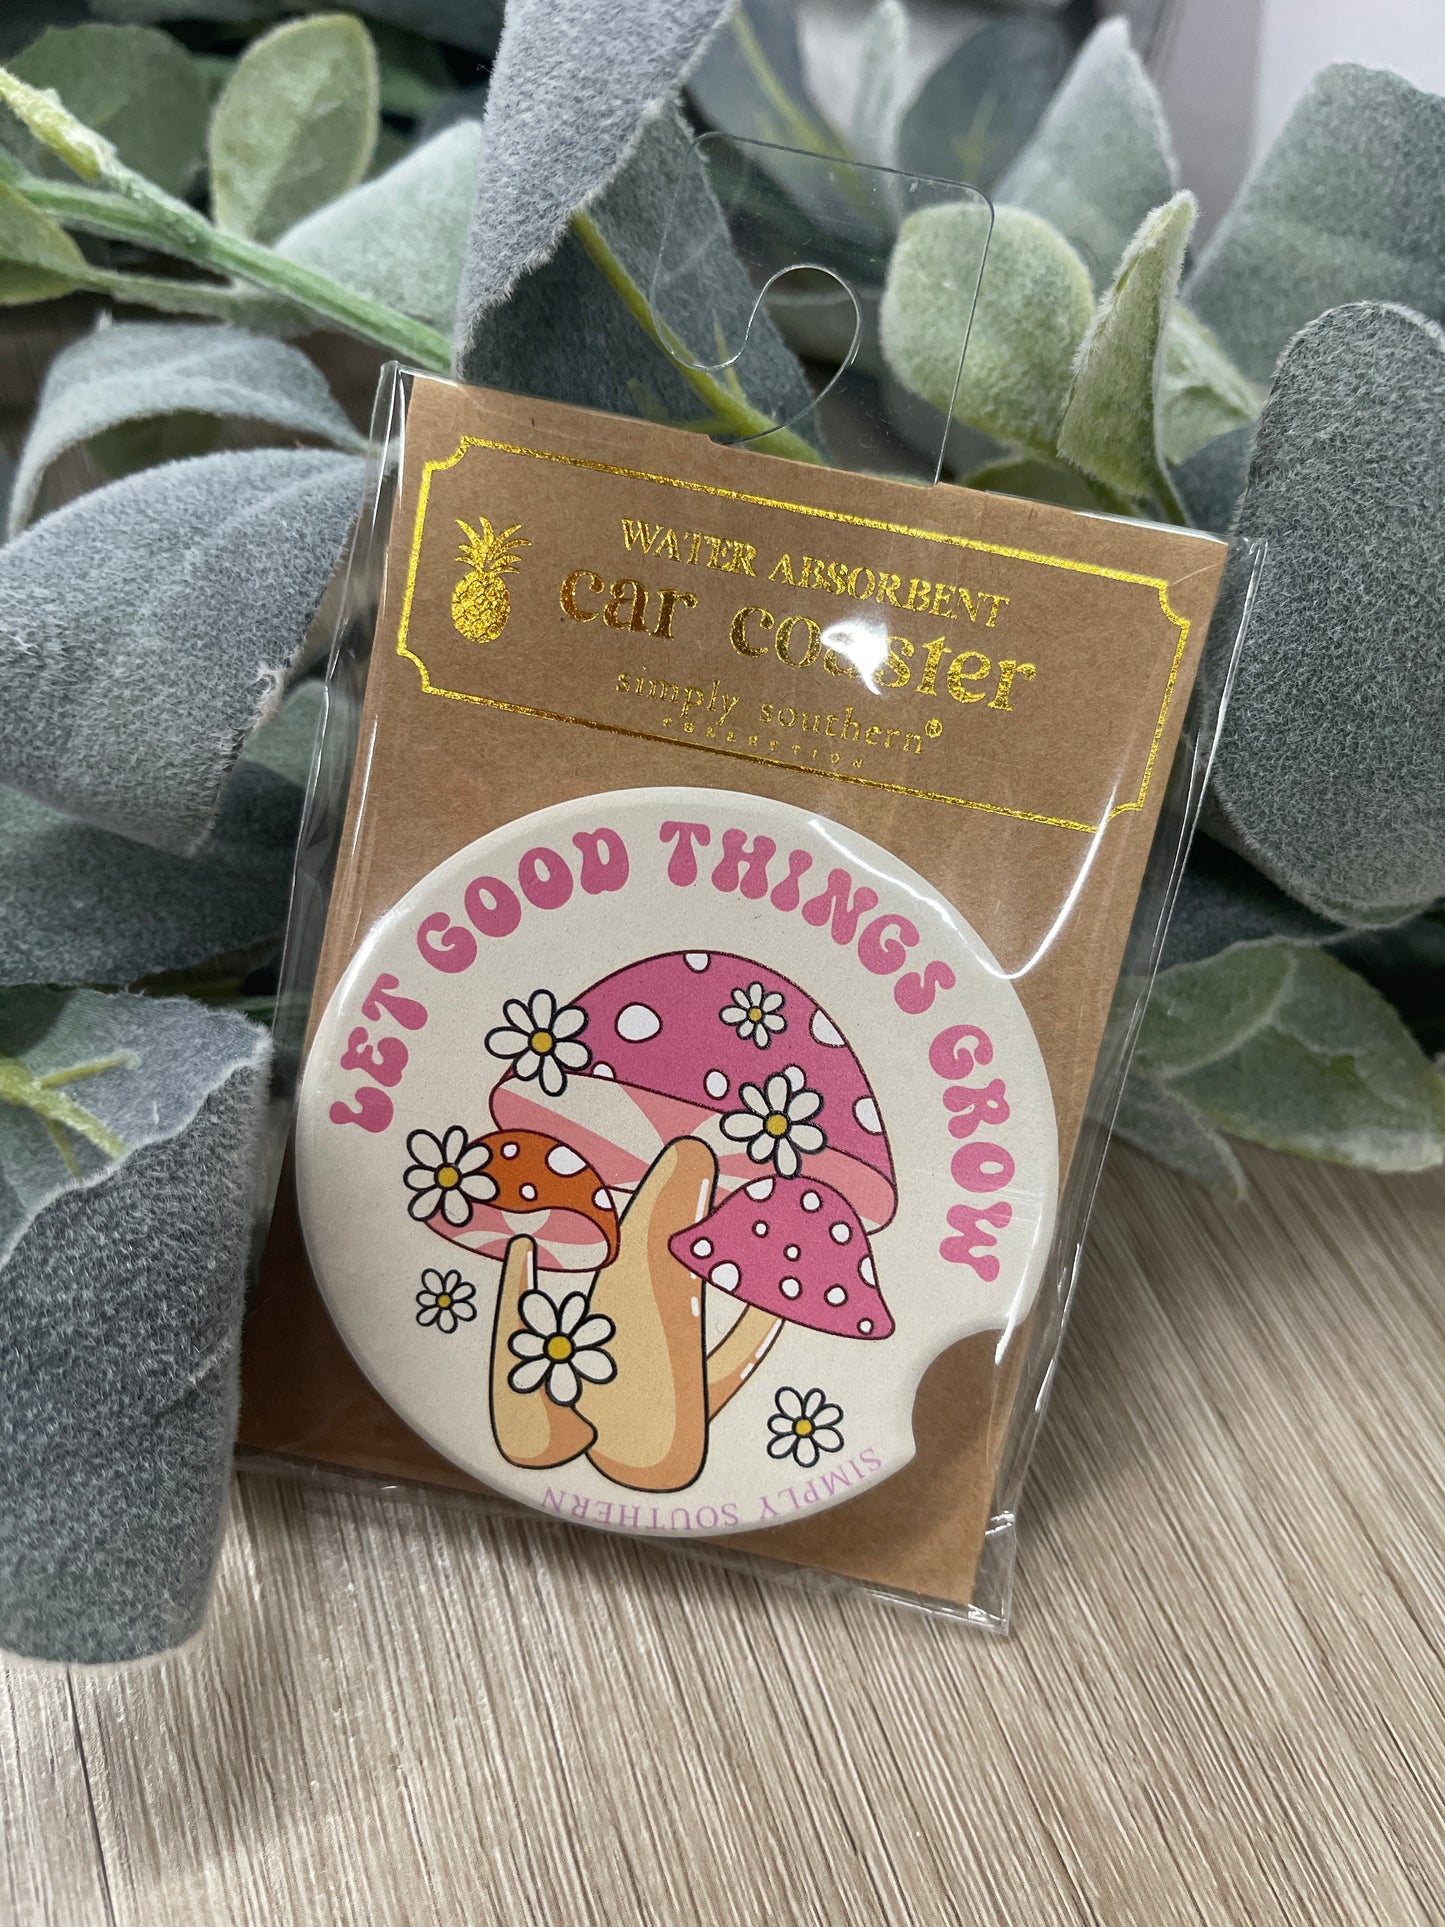 WATER ABSORBENT
car coaster
simply southern®
COLLECTION
LET GOOD THINGS GROW
SIMPLY SOUTHERN